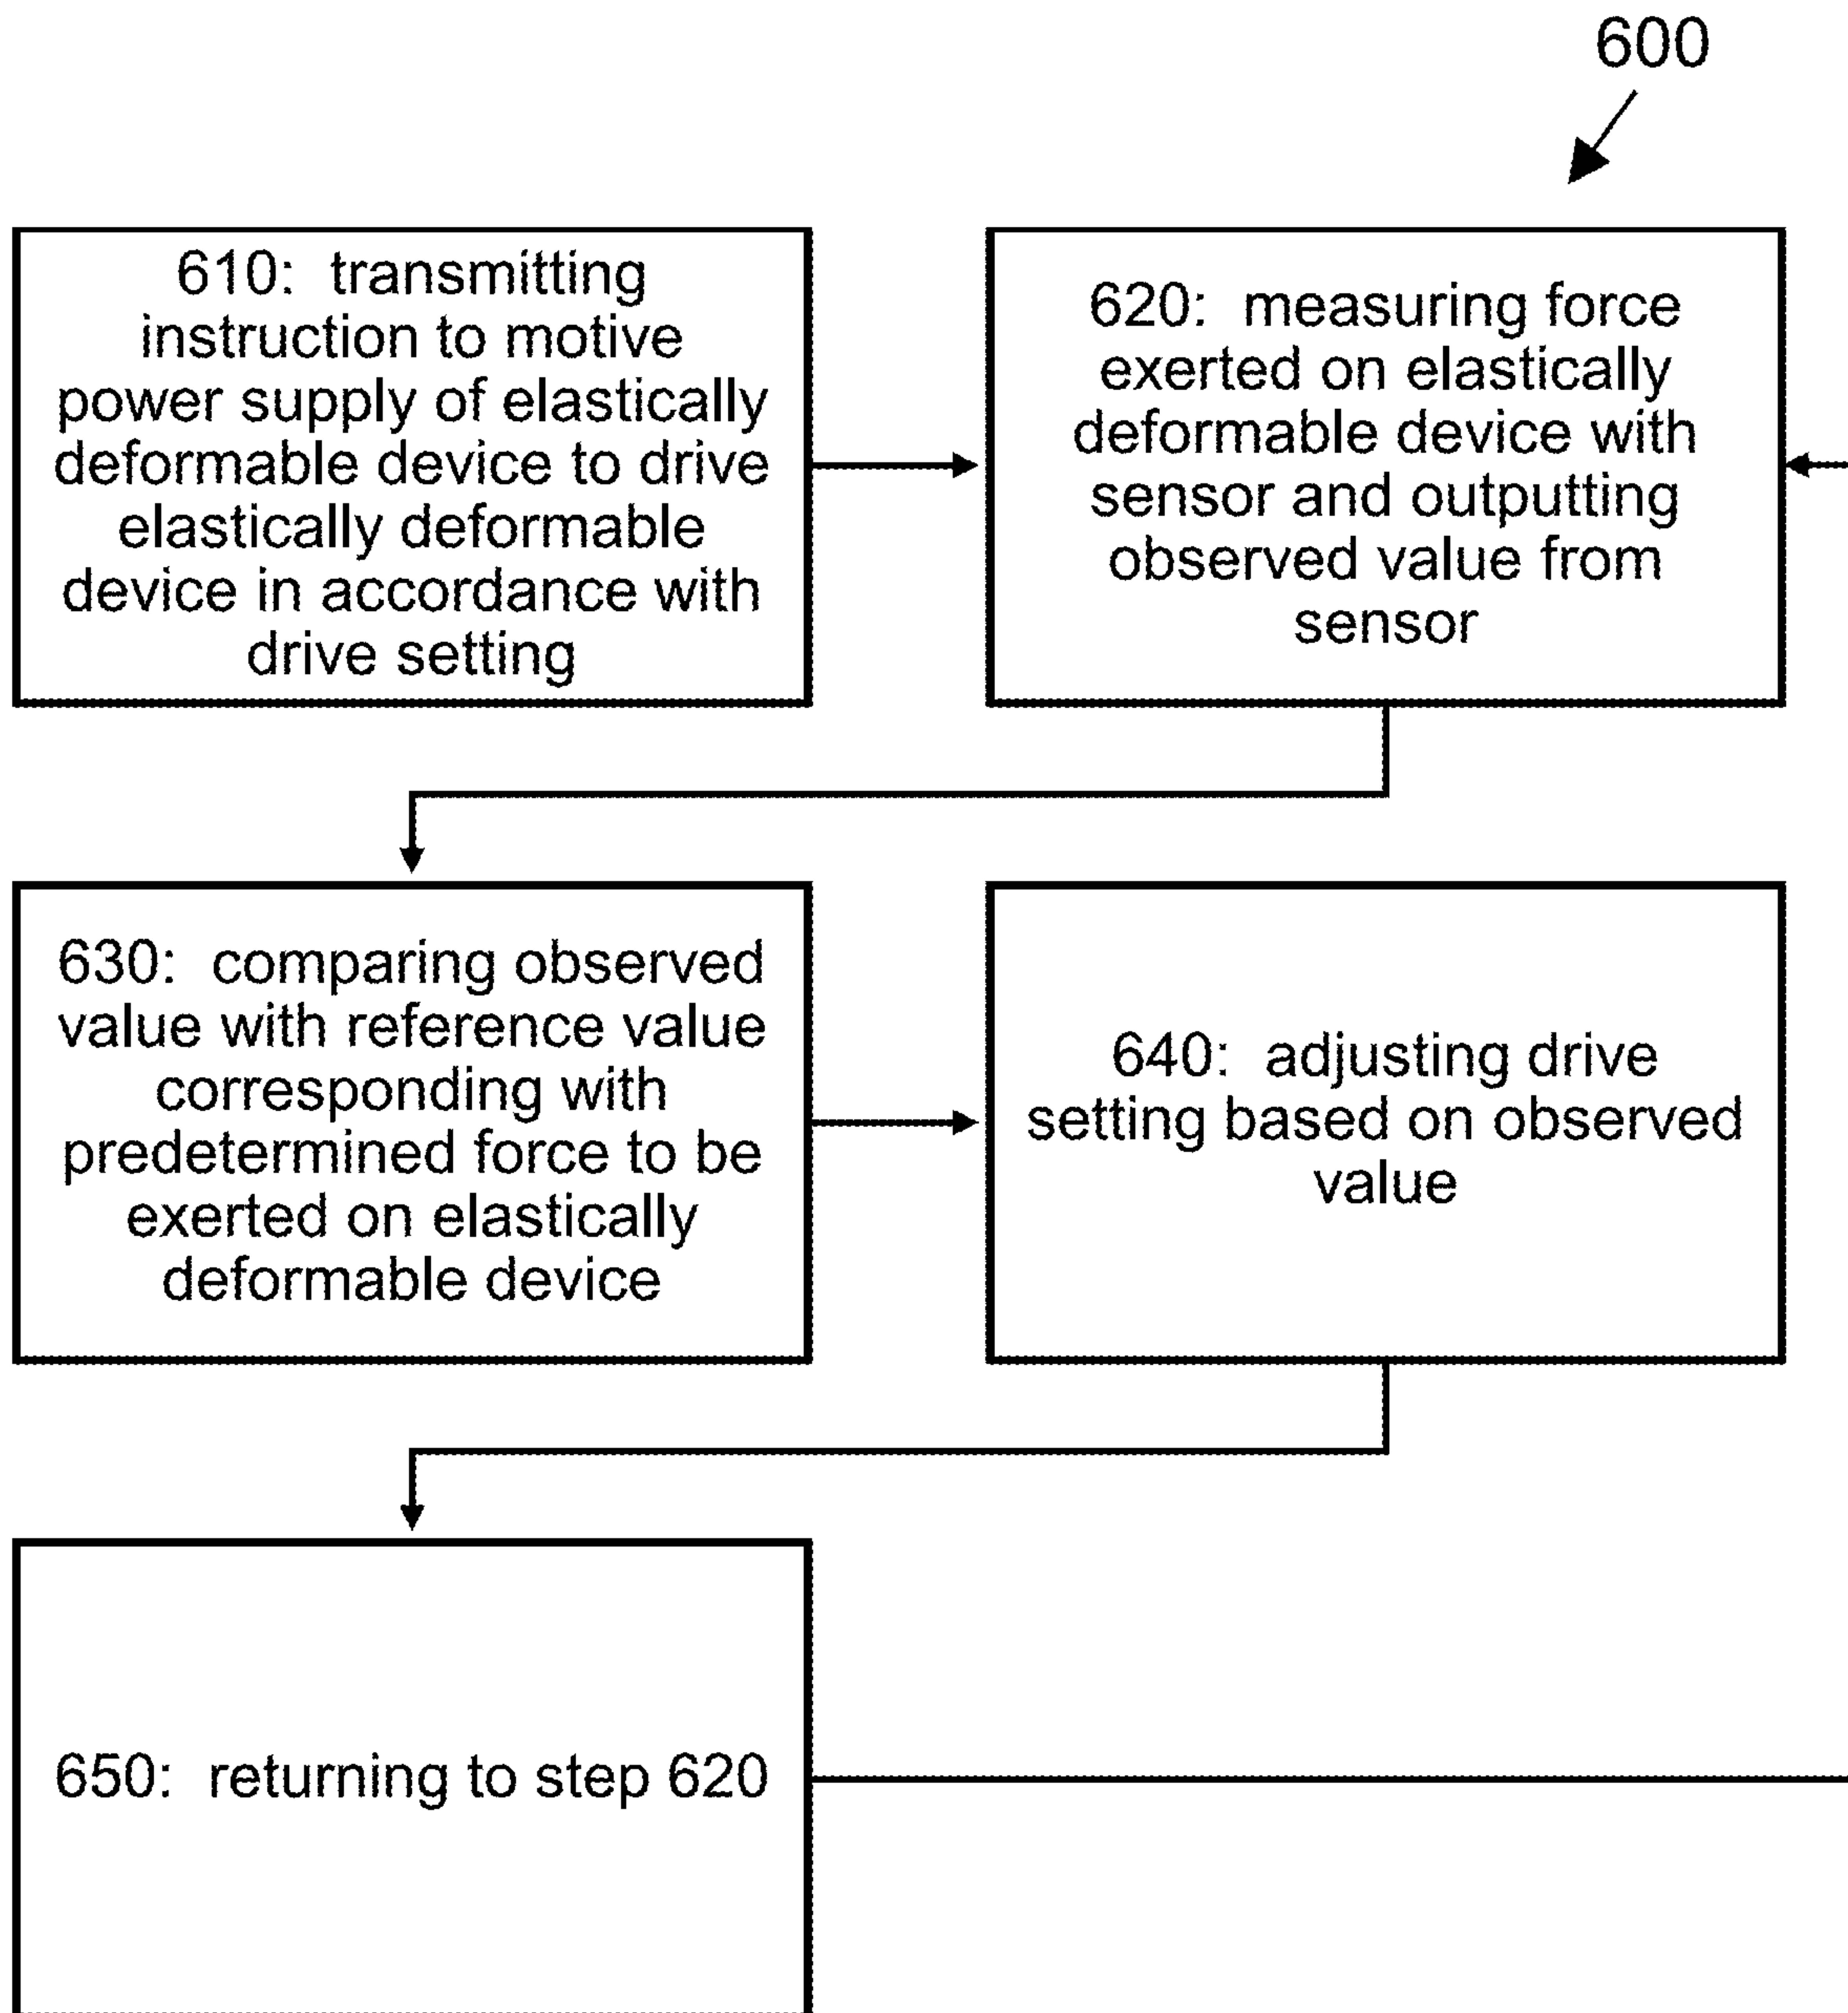 600
610: transmitting
instruction to motive
power supply of elastically
deformable device to drive
elastically deformable
device in accordance with
drive setting
620: measuring force
exerted on elastically
deformable device with
sensor and outputting
observed value from
sensor
630: comparing observed
value with reference value
corresponding with
predetermined force to be
exerted on elastically
deformable device
640: adjusting drive
setting based on observed
value
650: returning to step 620